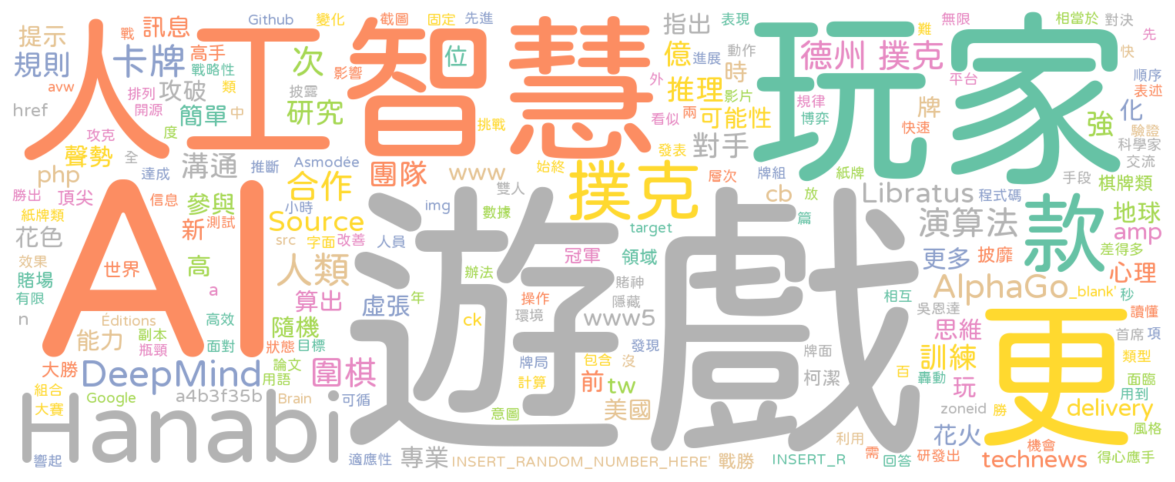 人工智慧 玩家
AI 遊戲 更
Hanabi 款
撲克 DeepMind
提示 訊息 高手 Github 變化 截圖 固定 先進 指出 表現 無限 相當於 對決 先
規則 卡牌 戰 戰略性 影響 次 位 億 進展 動作 德州 撲克 難 平台 快 順序 表述
avw 排列 攻破 類 披露 推理 時 外 影片 規律 牌 強 化 驗證
href 開源 簡單 中 研究 挑戰 看似 兩 可能性 博弈 快速 科學家
攻克 度 發表 對手 交流
聲勢 全 溝通 推斷 Asmodée 始終 雙人 層次 牌組 紙牌 手段 棋牌類
php 達成 團隊 www 合作 cb 放 Libratus 程式碼
勝出 頂尖 信息 參與 小時 img 數據 篇 演算法 地球
紙牌類 花色 測試 新 src 字面 改善 Source 人員 target amp
效果 世界 高 人類 冠軍 領域 更多 披靡 差得多
賭場 a 算出 虛張 年 辦法 操作 賭神 隱藏 相互 AlphaGo _blank' 心理
有限 n Éditions 高效 隨機 ck 環境 www5 吳恩達 秒 讀懂
能力 副本 瓶頸 面對 狀態 目標 發現 思維 首席 項
大勝 論文 圍棋 牌局 包含 沒 牌面 訓練 類型
組合 Google a4b3f35b 用語 計算 前 tw 柯潔 百 轟動 玩 面臨
大賽 Brain 可循 意圖 美國 zoneid 勝 用到 delivery
利用 花火 風格
響起 適應性 專業 INSERT_RANDOM_NUMBER_HERE' 戰勝 INSERT_R 需 回答 研發出 機會 technews 得心應手